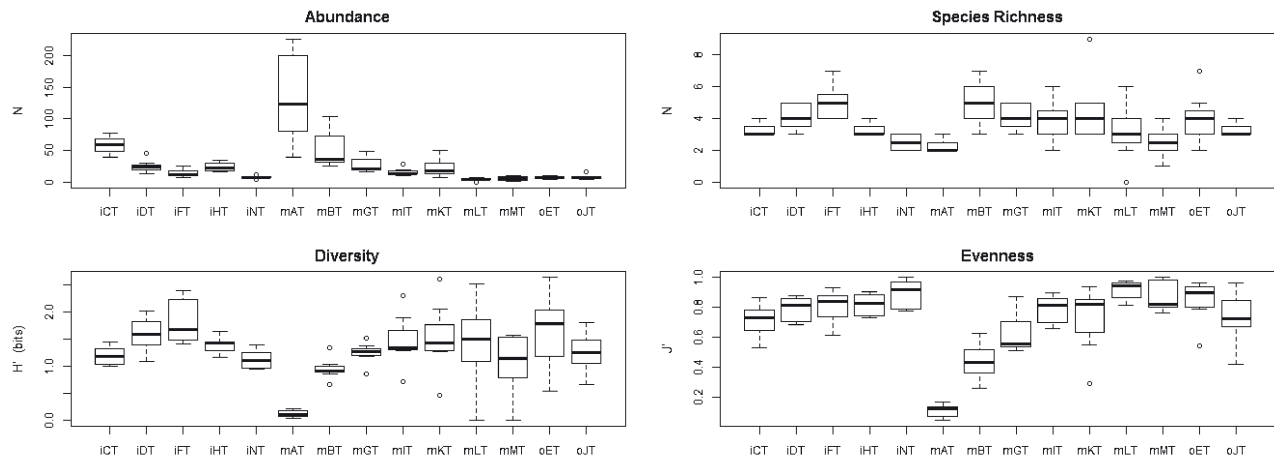 Abundance
N
200
150
100
50
0
iCT iDT iFT iHT iNT mAT mBT mGT mIT mKT mLT mMT oET oJT
Species Richness
N
8
6
4
2
0
iCT iDT iFT iHT iNT mAT mBT mGT mIT mKT mLT mMT oET oJT
Diversity
H' (bits)
2.0
1.0
0.0
iCT iDT iFT iHT iNT mAT mBT mGT mIT mKT mLT mMT oET oJT
Evenness
J'
1.0
0.8
0.6
0.4
0.2
iCT iDT iFT iHT iNT mAT mBT mGT mIT mKT mLT mMT oET oJT